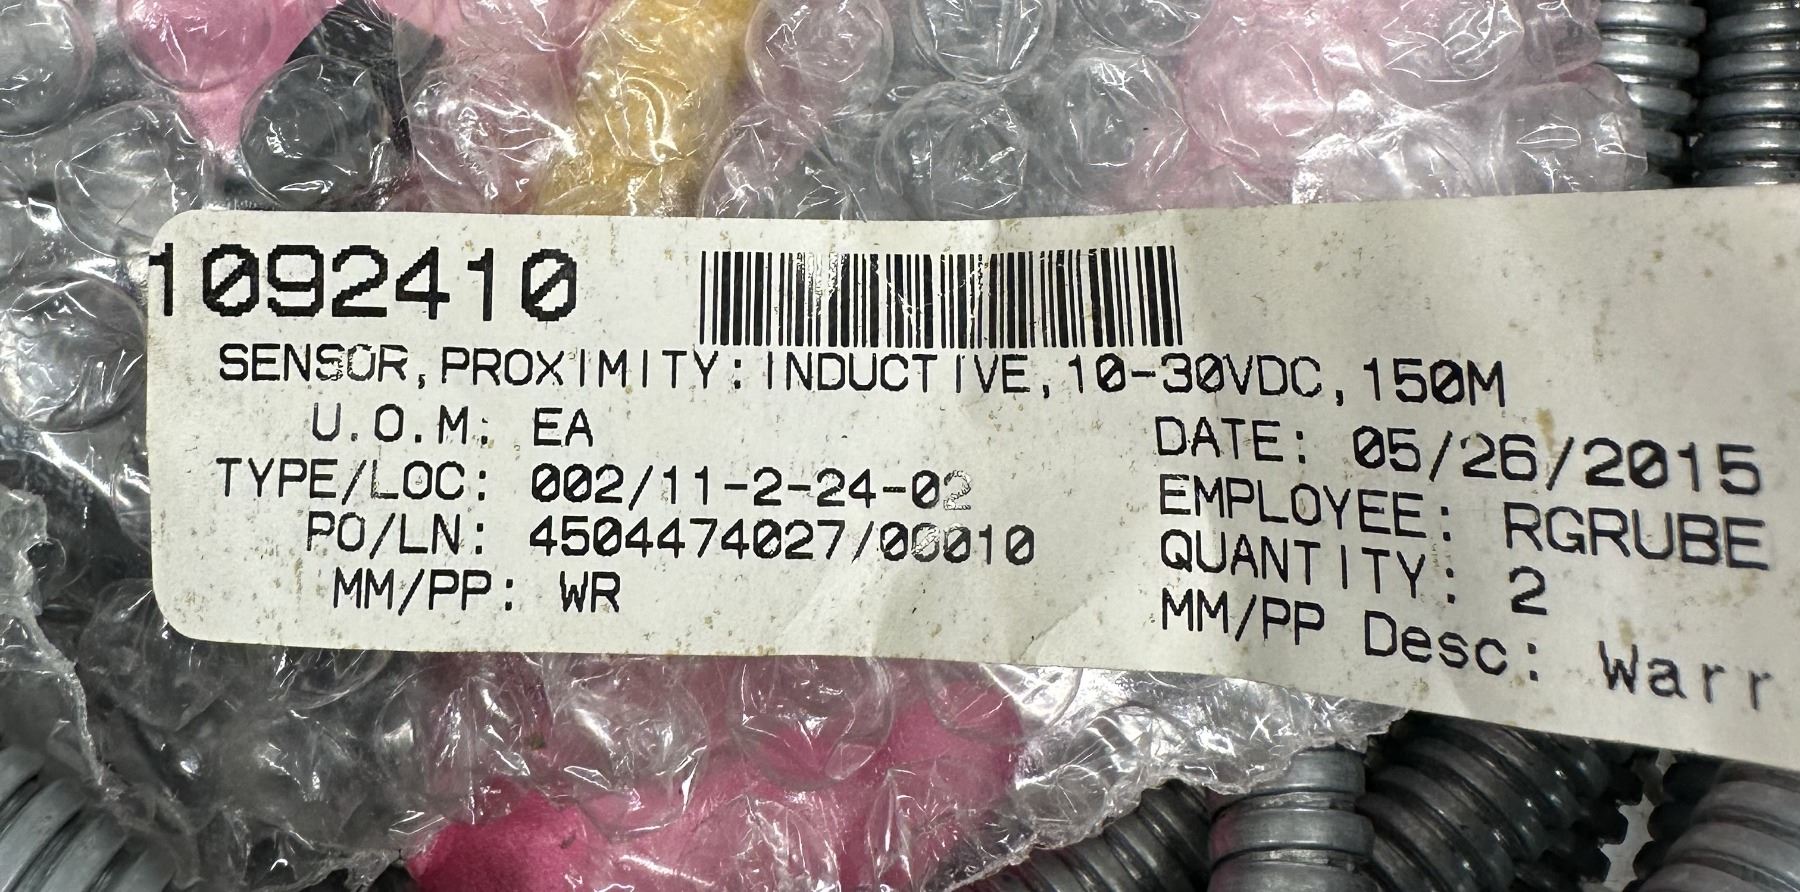 1092410
SENSOR,PROXIMITY:INDUCTIVE,10-30VDC,150M
U.O.M: EA
DATE: 05/26/2015
TYPE/LOC: 002/11-2-24-02
EMPLOYEE: RGRUBE
PO/LN: 4504474027/00010
QUANTITY: 2
MM/PP: WR
MM/PP Desc: Warr